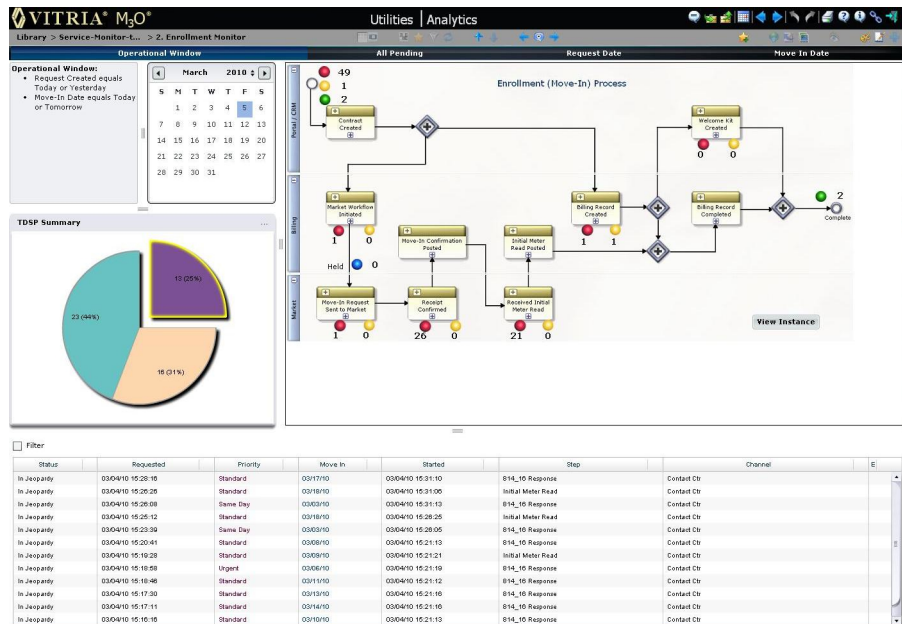 VITRIA® M3O®
Utilities | Analytics
Library > Service-Monitor-t... > 2. Enrollment Monitor
Operational Window
All Pending
Request Date
Move In Date
Operational Window:
• Request Created equals Today or Yesterday
• Move-In Date equals Today or Tomorrow
March 2010
S M T W T F S
1 2 3 4 5 6
7 8 9 10 11 12 13
14 15 16 17 18 19 20
21 22 23 24 25 26 27
28 29 30 31
TDSP Summary ...
13 (25%)
23 (44%)
16 (31%)
Enrollment (Move-In) Process
Portal / CRM
49
1
2
Contract Created
Welcome Kit Created
0 0
Billing
Market Workflow Initiated
1 0
Held 0
Move-In Confirmation Posted
Initial Meter Read Posted
Billing Record Created
1 1
Billing Record Completed
2
Complete
Market
Move-In Request Sent to Market
1 0
Receipt Confirmed
26 0
Received Initial Meter Read
21 0
View Instance
Filter
Status Requested Priority Move In Started Step Channel E
In Jeopardy 03/04/10 15:28:16 Standard 03/17/10 03/04/10 15:31:10 814_16 Response Contact Ctr
In Jeopardy 03/04/10 15:26:26 Standard 03/18/10 03/04/10 15:31:06 Initial Meter Read Contact Ctr
In Jeopardy 03/04/10 15:26:08 Same Day 03/03/10 03/04/10 15:31:13 814_16 Response Contact Ctr
In Jeopardy 03/04/10 15:25:12 Standard 03/18/10 03/04/10 15:26:25 Initial Meter Read Contact Ctr
In Jeopardy 03/04/10 15:23:39 Same Day 03/03/10 03/04/10 15:26:05 814_16 Response Contact Ctr
In Jeopardy 03/04/10 15:20:41 Standard 03/08/10 03/04/10 15:21:13 814_16 Response Contact Ctr
In Jeopardy 03/04/10 15:19:28 Standard 03/09/10 03/04/10 15:21:21 Initial Meter Read Contact Ctr
In Jeopardy 03/04/10 15:18:58 Urgent 03/06/10 03/04/10 15:21:19 814_16 Response Contact Ctr
In Jeopardy 03/04/10 15:18:46 Standard 03/11/10 03/04/10 15:21:12 814_16 Response Contact Ctr
In Jeopardy 03/04/10 15:17:30 Standard 03/13/10 03/04/10 15:21:16 814_16 Response Contact Ctr
In Jeopardy 03/04/10 15:17:11 Standard 03/14/10 03/04/10 15:21:16 814_16 Response Contact Ctr
In Jeopardy 03/04/10 15:16:16 Standard 03/10/10 03/04/10 15:21:13 814_16 Response Contact Ctr